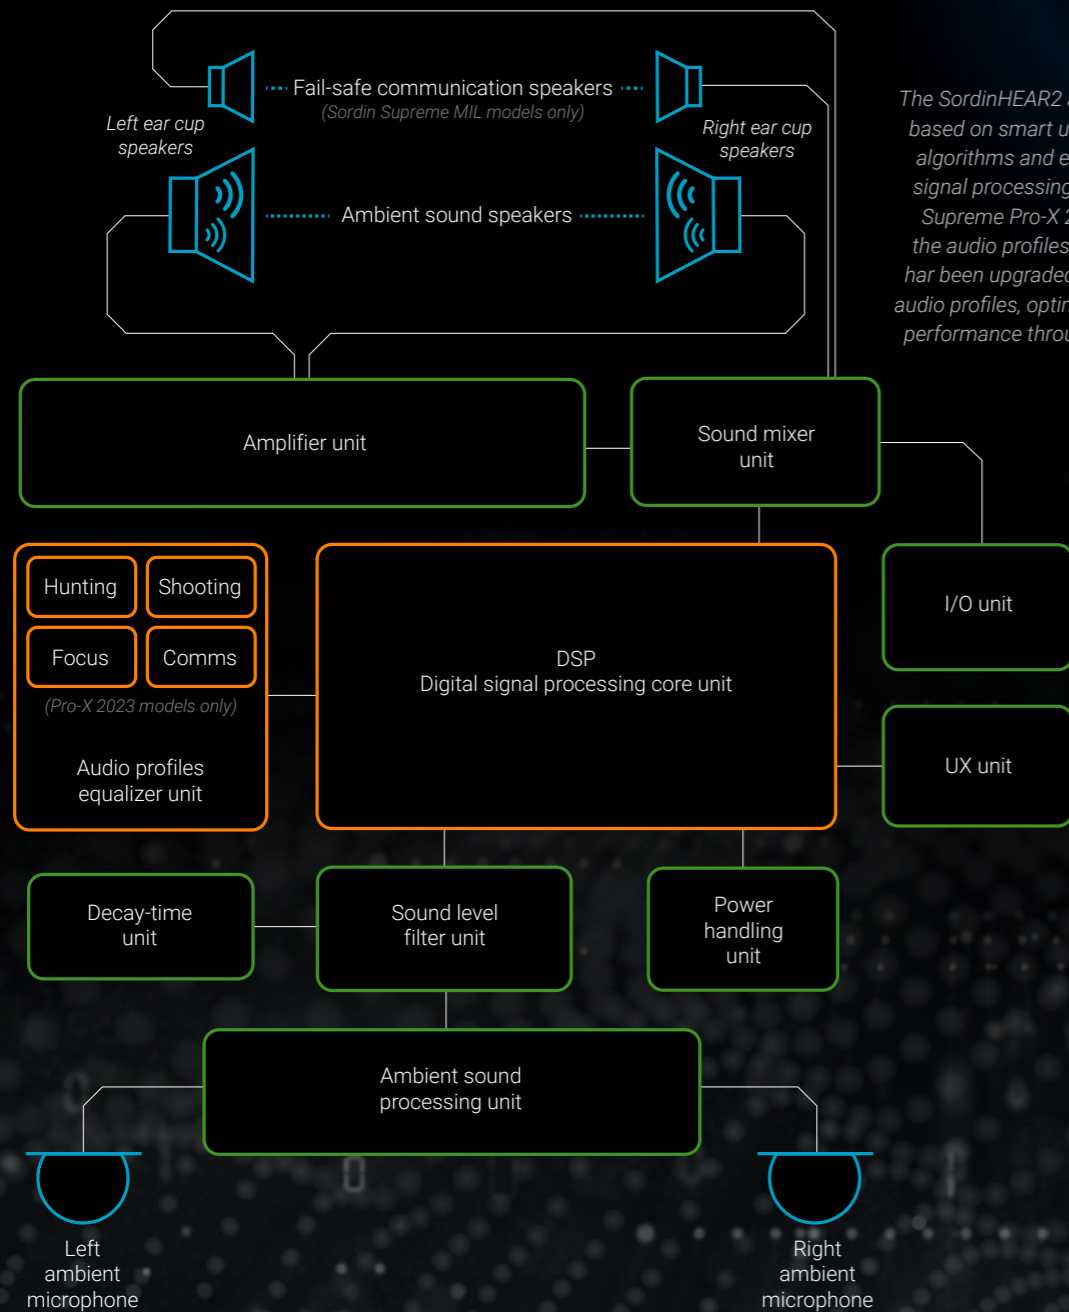 Fail-safe communication speakers
(Sordin Supreme MIL models only)
Left ear cup
speakers
Right ear cup
speakers
Ambient sound speakers
The SordinHEAR2
based on smart
algorithms and
signal processing
Supreme Pro-X
the audio profiles
har been upgraded
audio profiles,
performance
Amplifier unit
Sound mixer
unit
Hunting
Shooting
Focus
Comms
(Pro-X 2023 models only)
Audio profiles
equalizer unit
DSP
Digital signal processing core unit
I/O unit
UX unit
Decay-time
unit
Sound level
filter unit
Power
handling
unit
Ambient sound
processing unit
Left
ambient
microphone
Right
ambient
microphone